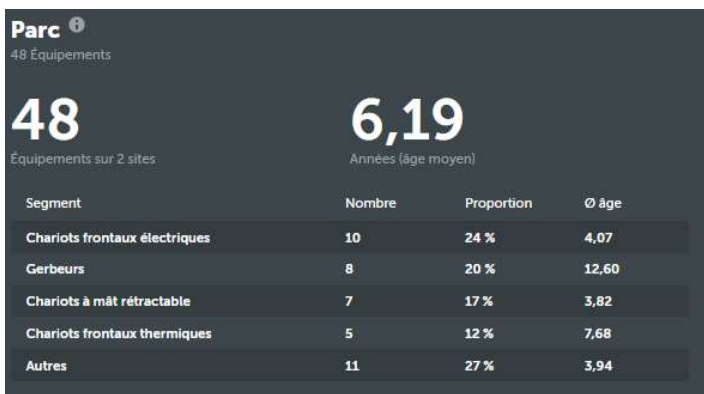 Parc
48 Équipements
48 6,19
Équipements sur 2 sites Années (âge moyen)
Segment Nombre Proportion Ø âge
Chariots frontaux électriques 10 24 % 4,07
Gerbeurs 8 20 % 12,60
Chariots à mât rétractable 7 17 % 3,82
Chariots frontaux thermiques 5 12 % 7,68
Autres 11 27 % 3,94